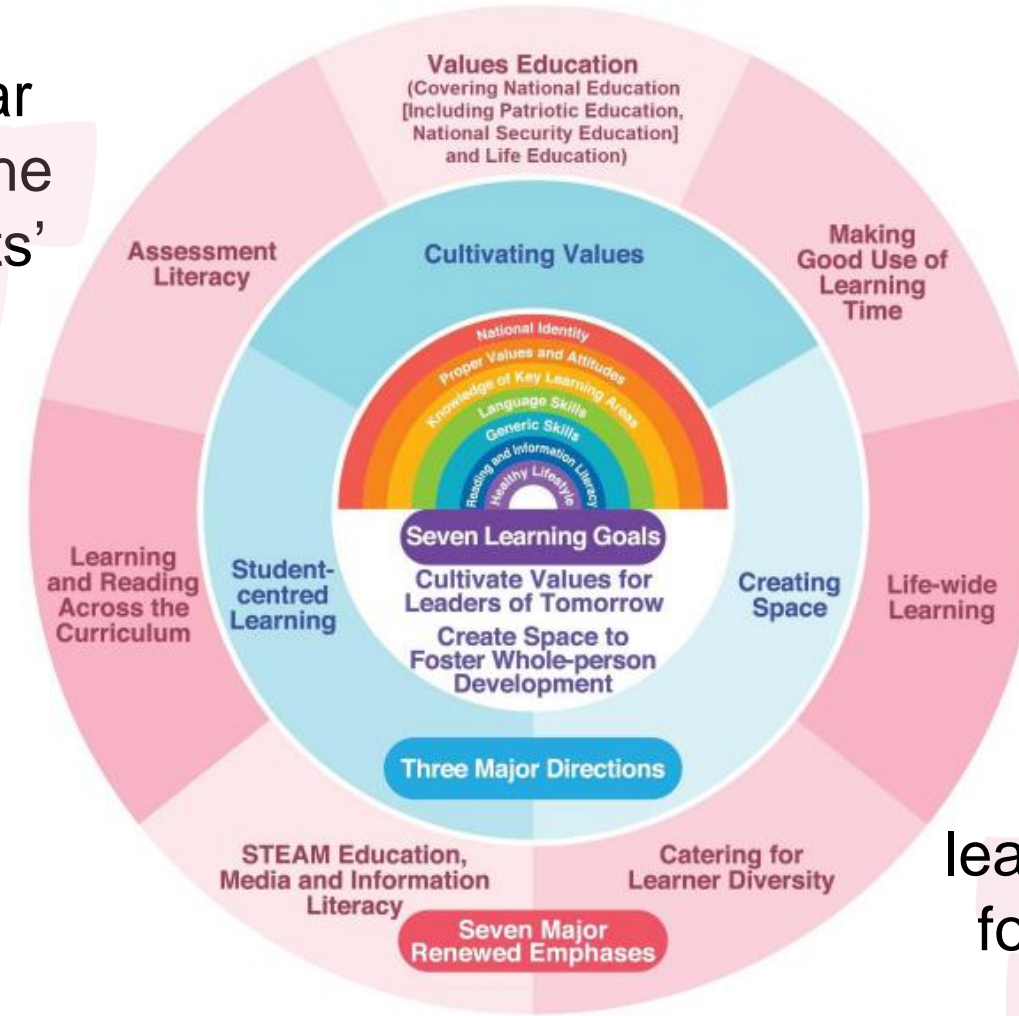 Values Education
(Covering National Education
[Including Patriotic Education,
National Security Education]
and Life Education)
Making
Good Use of
Learning
Time
Life-wide
Learning
Catering for
Learner Diversity
STEAM Education,
Media and Information
Literacy
Learning
and Reading
Across the
Curriculum
Assessment
Literacy
Seven Major
Renewed Emphases
Cultivating Values
Creating
Space
Student-
centred
Learning
Three Major Directions
National Identity
Proper Values and Attitudes
Knowledge of Key Learning Areas
Language Skills
Generic Skills
Reading and Information Literacy
Healthy Lifestyle
Seven Learning Goals
Cultivate Values for
Leaders of Tomorrow
Create Space to
Foster Whole-person
Development